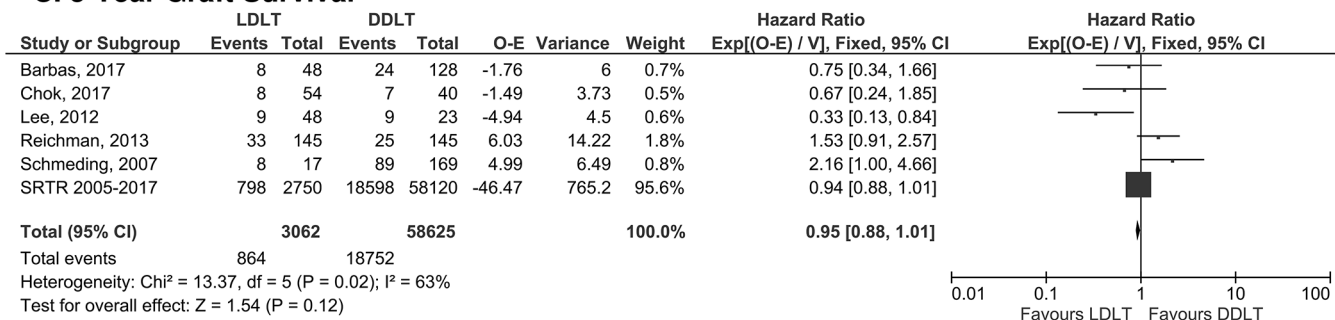 LDLT DDLT Hazard Ratio Hazard Ratio
Study or Subgroup Events Total Events Total O-E Variance Weight Exp[(O-E) / V], Fixed, 95% CI Exp[(O-E) / V], Fixed, 95% CI
Barbas, 2017 8 48 24 128 -1.76 6 0.7% 0.75 [0.34, 1.66]
Chok, 2017 8 54 7 40 -1.49 3.73 0.5% 0.67 [0.24, 1.85]
Lee, 2012 9 48 9 23 -4.94 4.5 0.6% 0.33 [0.13, 0.84]
Reichman, 2013 33 145 25 145 6.03 14.22 1.8% 1.53 [0.91, 2.57]
Schmeding, 2007 8 17 89 169 4.99 6.49 0.8% 2.16 [1.00, 4.66]
SRTR 2005-2017 798 2750 18598 58120 -46.47 765.2 95.6% 0.94 [0.88, 1.01]
Total (95% CI) 3062 58625 100.0% 0.95 [0.88, 1.01]
Total events 864 18752
Heterogeneity: Chi² = 13.37, df = 5 (P = 0.02); I² = 63%
Test for overall effect: Z = 1.54 (P = 0.12)
0.01 0.1 1 10 100
Favours LDLT Favours DDLT